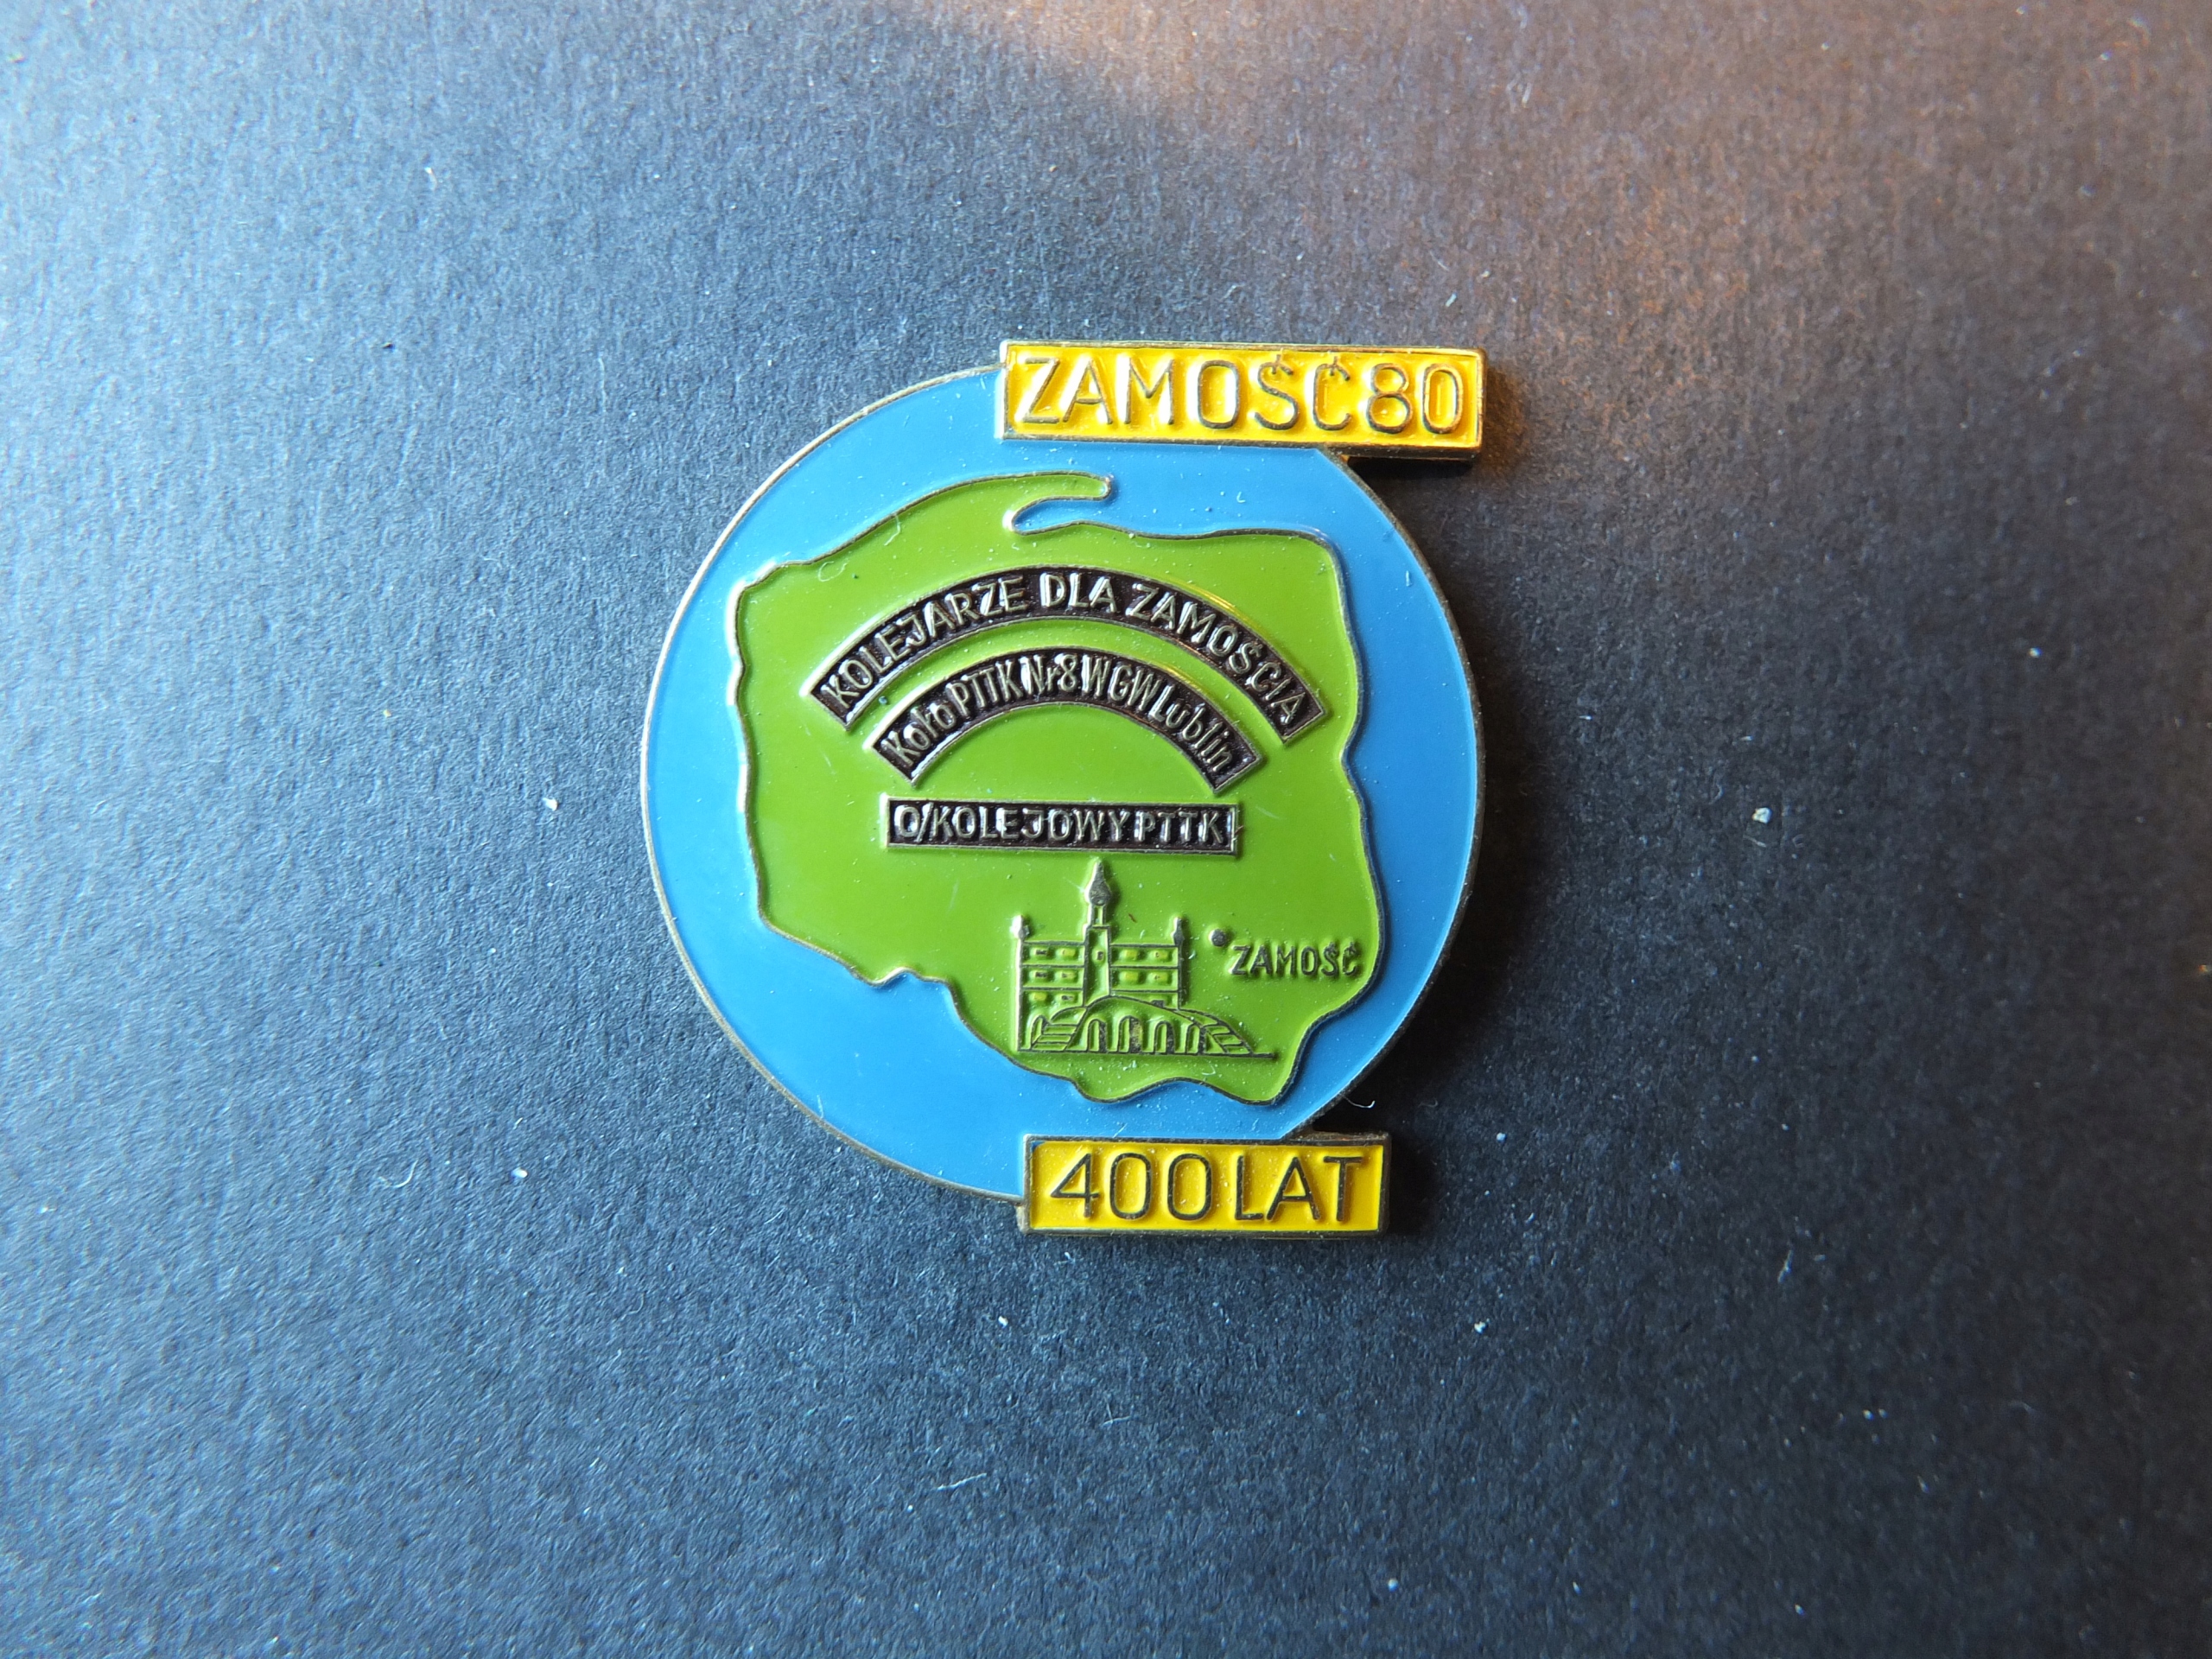 ZAMOŚĆ 80
KOLEJARZE DLA ZAMOŚCIA
Koło PTTK Nr 8 WGW Lublin
O/KOLEJOWY PTTK
ZAMOŚĆ
400 LAT